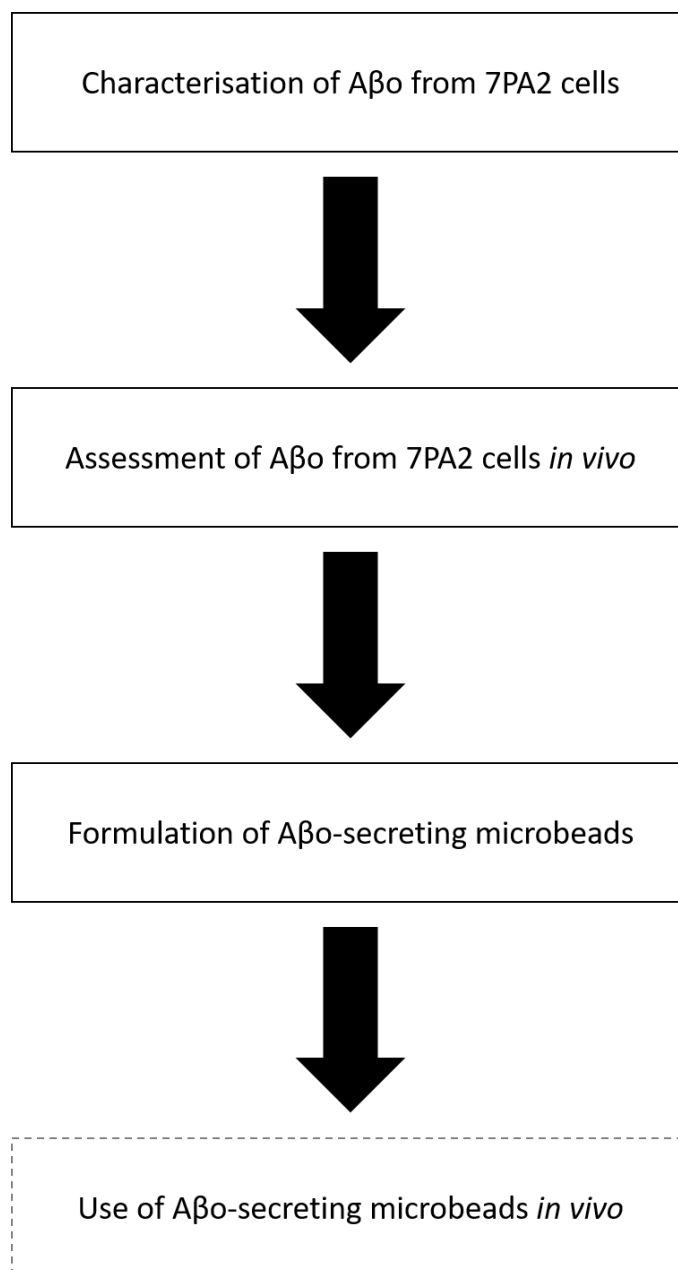 Characterisation of Aβo from 7PA2 cells
Assessment of Aβo from 7PA2 cells in vivo
Formulation of Aβo-secreting microbeads
Use of Aβo-secreting microbeads in vivo